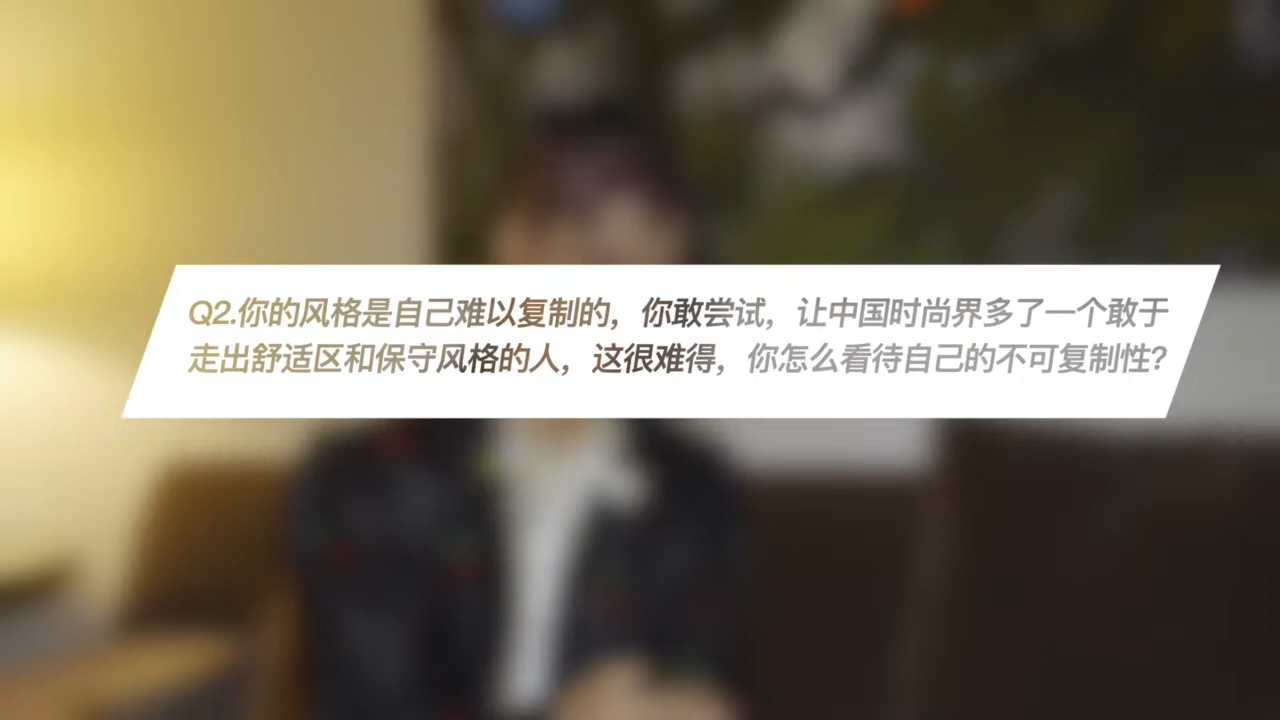 Q2.你的风格是自己难以复制的，你敢尝试，让中国时尚界多了一个敢于
走出舒适区和保守风格的人，这很难得，你怎么看待自己的不可复制性?